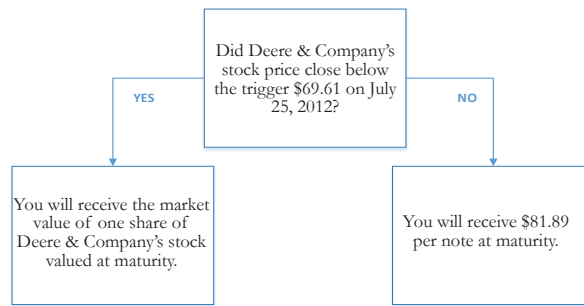 Did Deere & Company's
stock price close below
the trigger $69.61 on July
25, 2012?
YES
NO
You will receive the market
value of one share of
Deere & Company's stock
valued at maturity.
You will receive $81.89
per note at maturity.